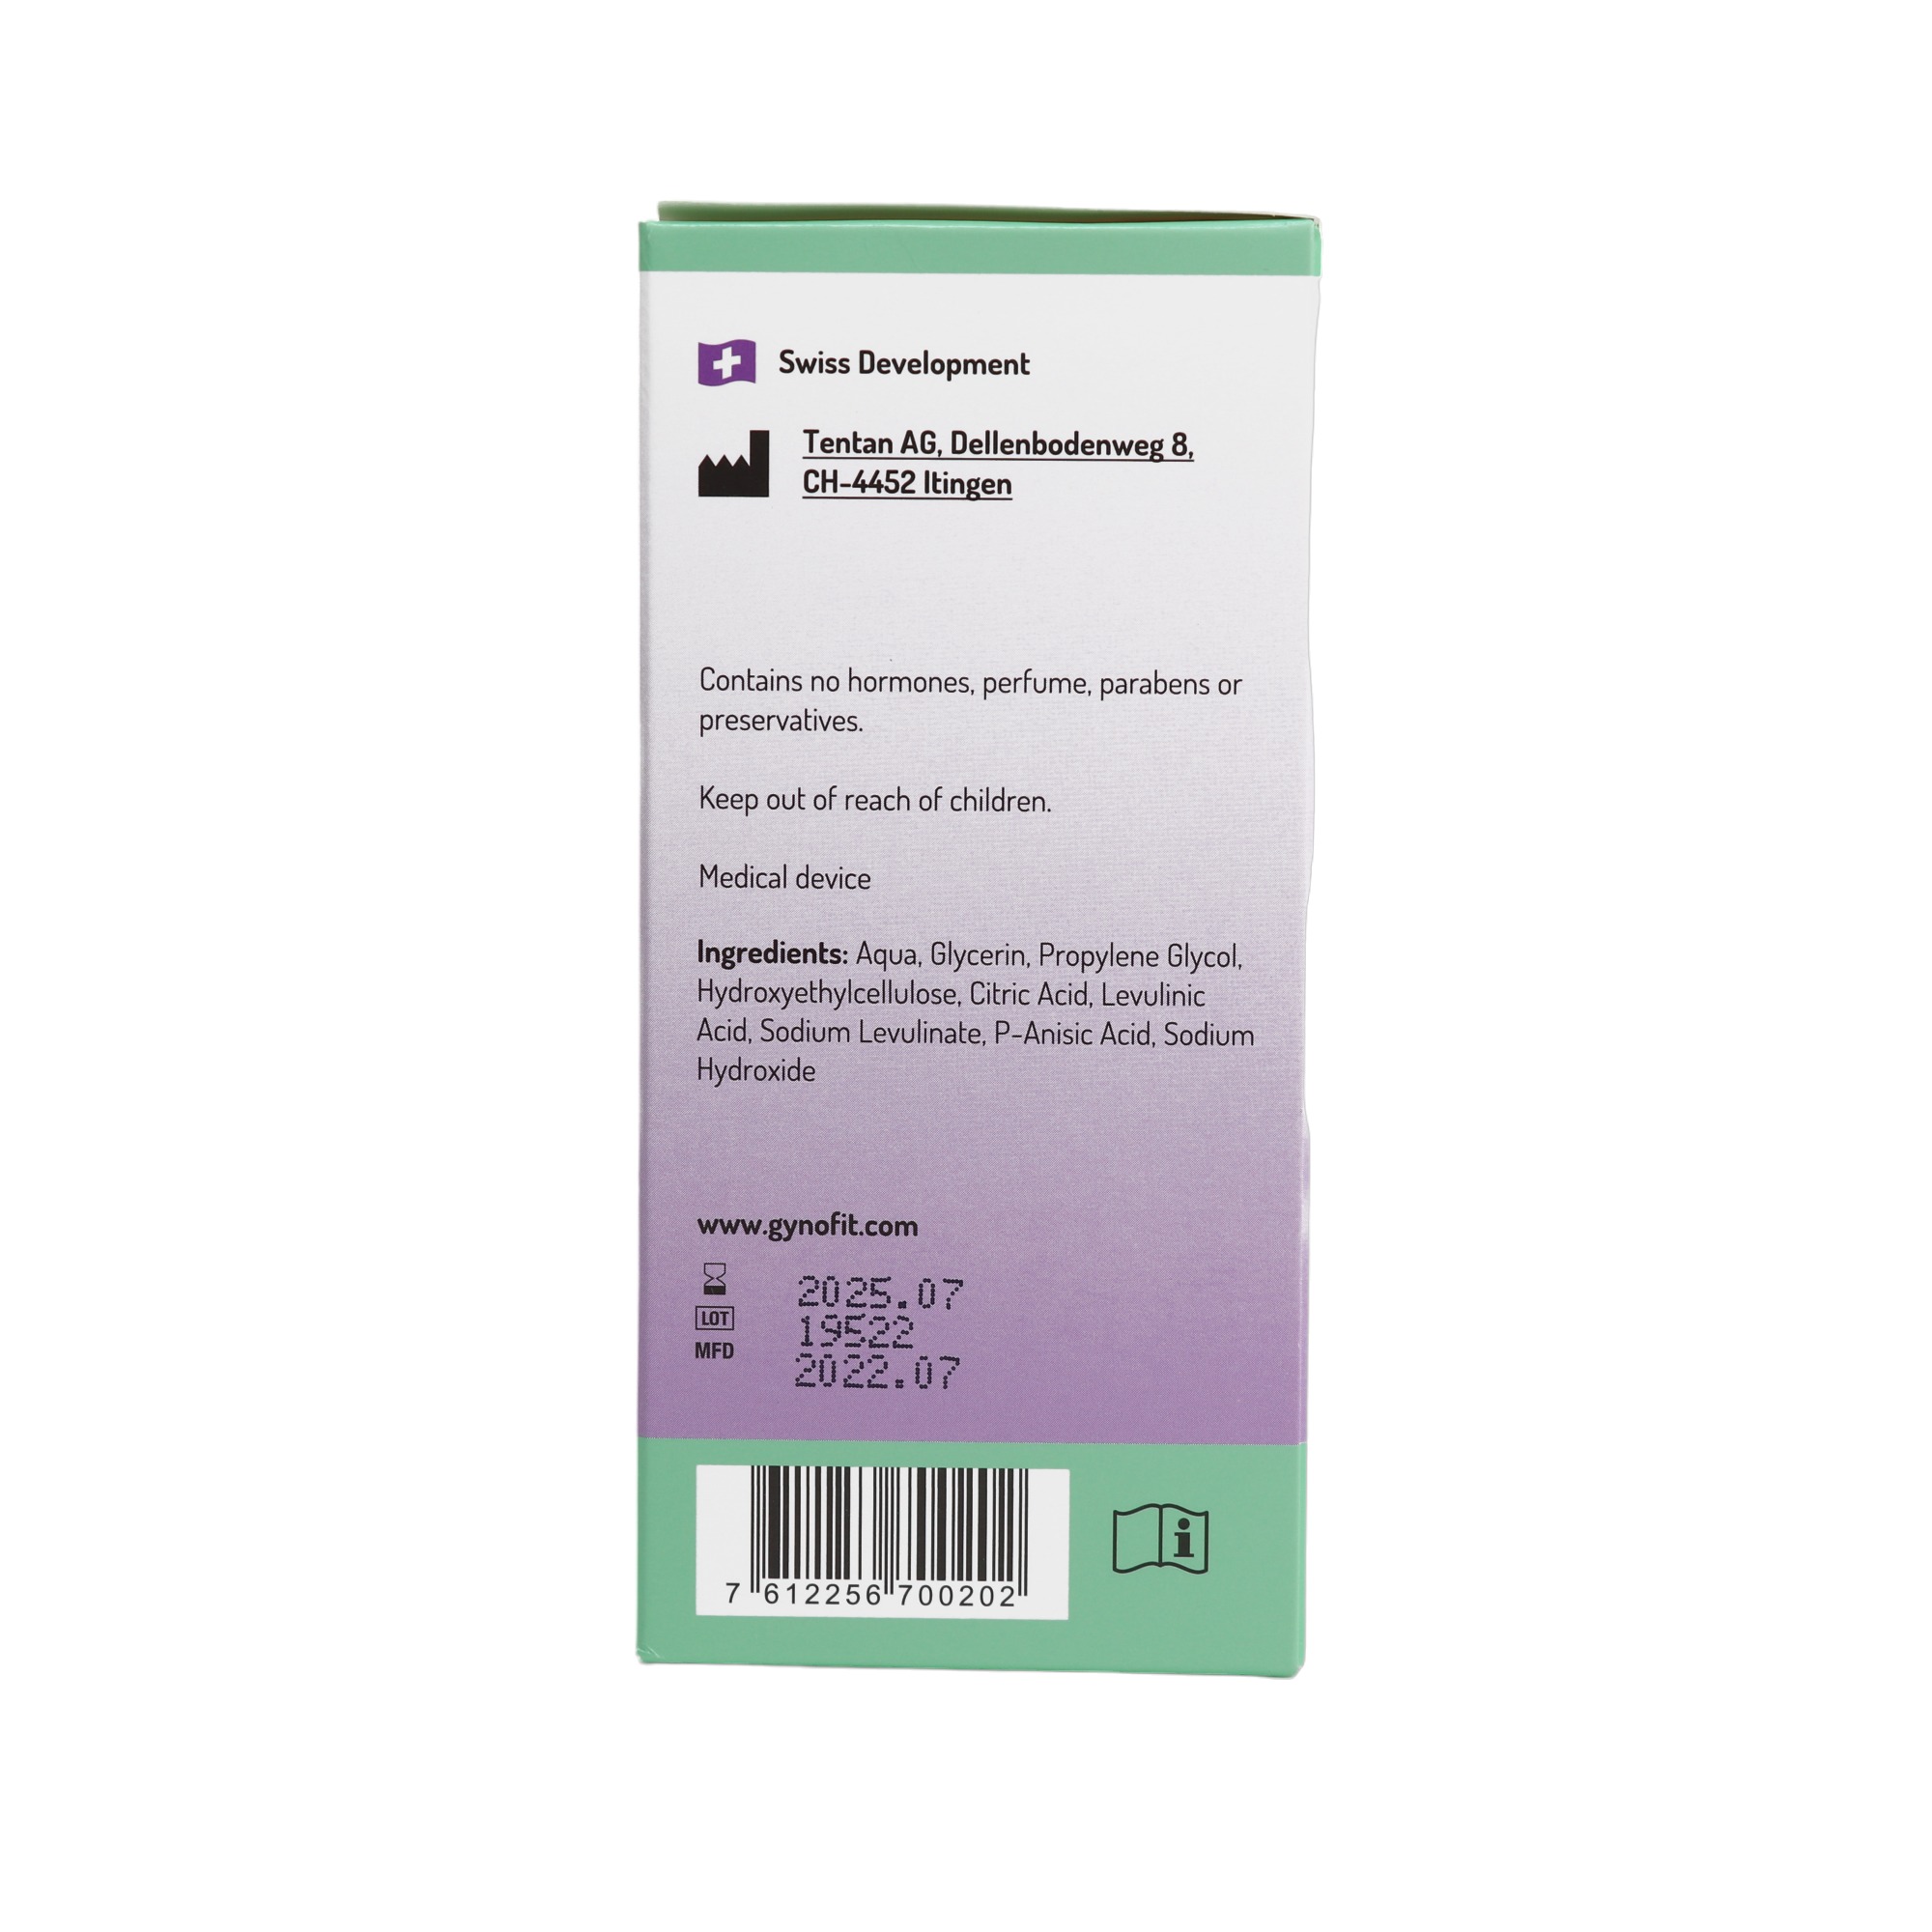 Swiss Development
Tentan AG, Dellenbodenweg 8,
CH-4452 Itingen
Contains no hormones, perfume, parabens or
preservatives.
Keep out of reach of children.
Medical device
Ingredients: Aqua, Glycerin, Propylene Glycol,
Hydroxyethylcellulose, Citric Acid, Levulinic
Acid, Sodium Levulinate, P-Anisic Acid, Sodium
Hydroxide
www.gynofit.com
2025.07
LOT 19522
MFD 2022.07
7 612256 700202